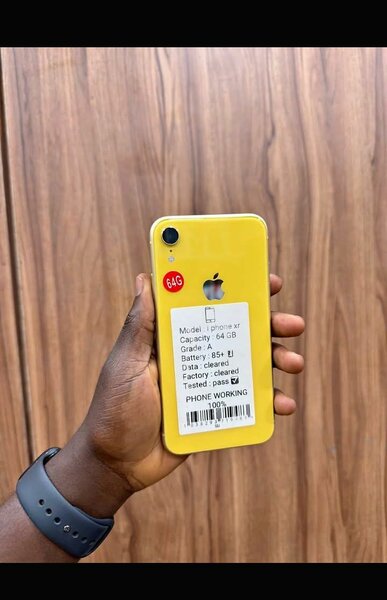 64G
Model : i phone xr
Capacity : 64 GB
Grade : A
Battery : 85+
Data : cleared
Factory : cleared
Tested : pass
PHONE WORKING
100%